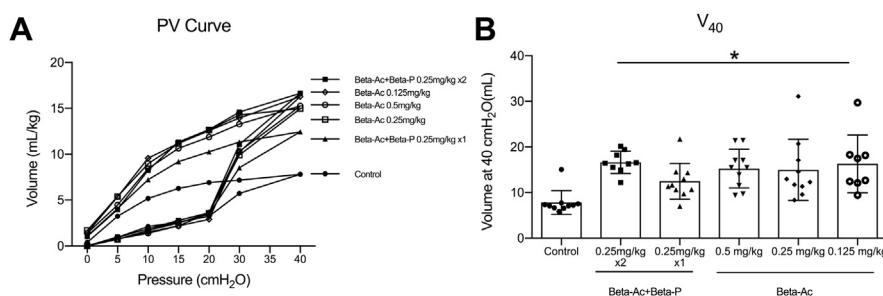 A
PV Curve
Volume (mL/kg)
20
15
10
5
0
0 5 10 15 20 25 30 35 40
Pressure (cmH₂O)
Beta-Ac+Beta-P 0.25mg/kg x2
Beta-Ac 0.125mg/kg
Beta-Ac 0.5mg/kg
Beta-Ac 0.25mg/kg
Beta-Ac+Beta-P 0.25mg/kg x1
Control
B
V₄₀
Volume at 40 cmH₂O(mL)
40
30
20
10
0
*
Control 0.25mg/kg 0.25mg/kg 0.5 mg/kg 0.25 mg/kg 0.125 mg/kg
x2 x1
Beta-Ac+Beta-P Beta-Ac